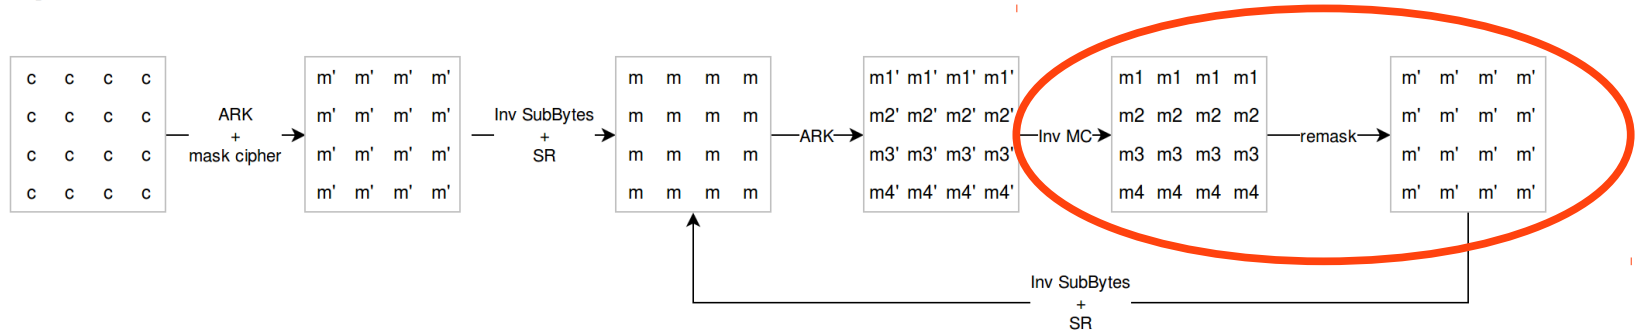 c c c c
c c c c
c c c c
c c c c
ARK
+
mask cipher
m' m' m' m'
m' m' m' m'
m' m' m' m'
m' m' m' m'
Inv SubBytes
+
SR
m m m m
m m m m
m m m m
m m m m
ARK
m1' m1' m1' m1'
m2' m2' m2' m2'
m3' m3' m3' m3'
m4' m4' m4' m4'
Inv MC
m1 m1 m1 m1
m2 m2 m2 m2
m3 m3 m3 m3
m4 m4 m4 m4
remask
m' m' m' m'
m' m' m' m'
m' m' m' m'
m' m' m' m'
Inv SubBytes
+
SR